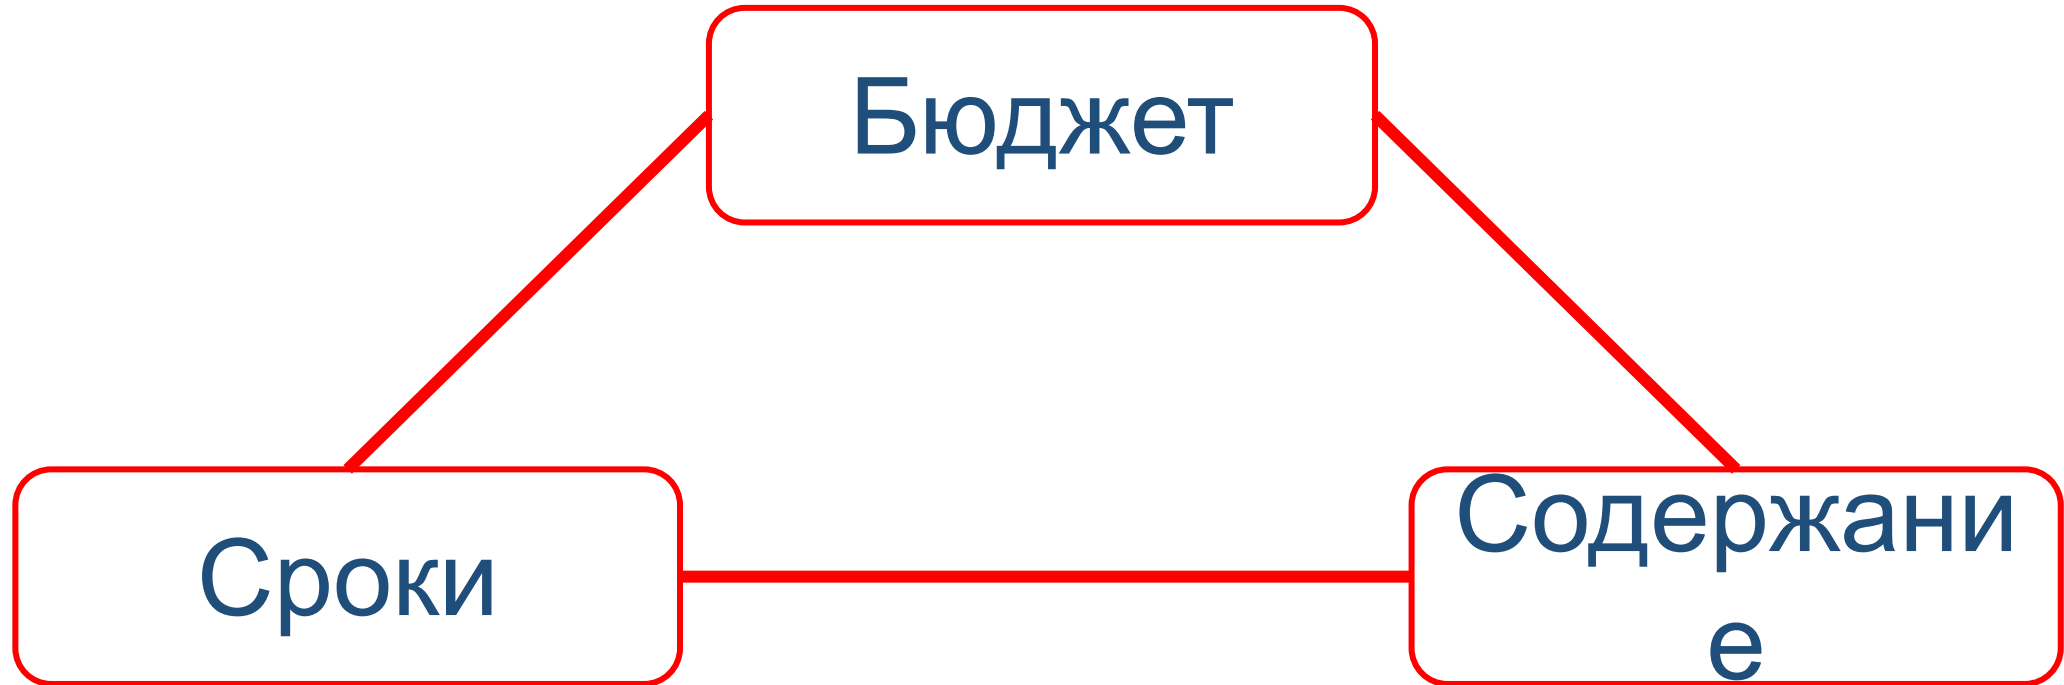 Бюджет
Сроки
Содержани
е